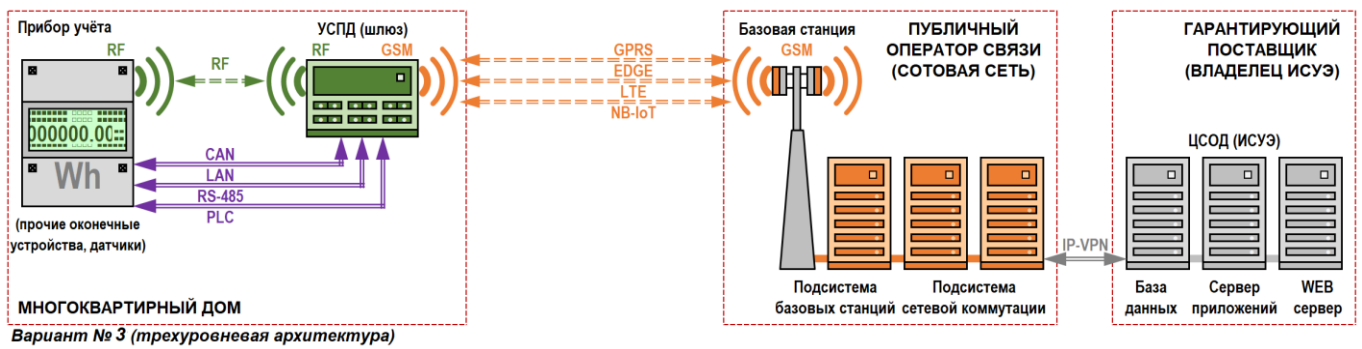 Прибор учёта
RF
УСПД (шлюз)
RF
GSM
RF
000000.00
Wh
CAN
LAN
RS-485
PLC
(прочие оконечные
устройства, датчики)
МНОГОКВАРТИРНЫЙ ДОМ
GPRS
EDGE
LTE
NB-IoT
Базовая станция
GSM
ПУБЛИЧНЫЙ
ОПЕРАТОР СВЯЗИ
(СОТОВАЯ СЕТЬ)
Подсистема
базовых станций
Подсистема
сетевой коммутации
IP-VPN
ГАРАНТИРУЮЩИЙ
ПОСТАВЩИК
(ВЛАДЕЛЕЦ ИСУЭ)
ЦСОД (ИСУЭ)
База
данных
Сервер
приложений
WEB
сервер
Вариант № 3 (трехуровневая архитектура)